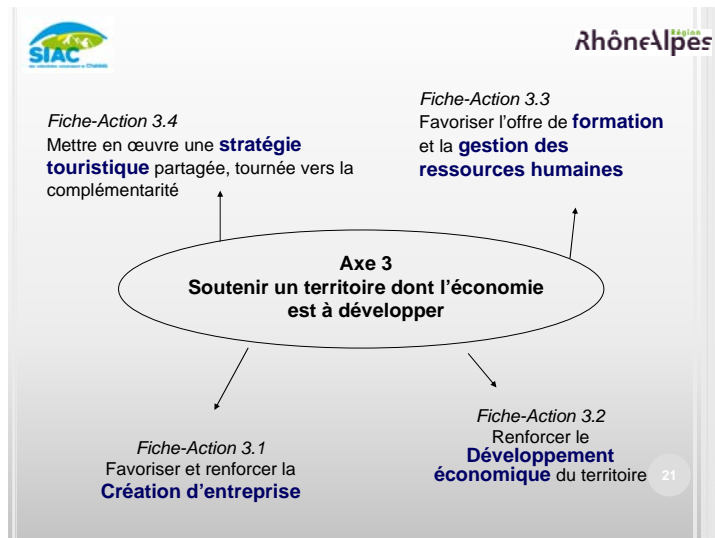 SIAC
Région
RhôneAlpes
Fiche-Action 3.4
Mettre en œuvre une stratégie
touristique partagée, tournée vers la
complémentarité
Fiche-Action 3.3
Favoriser l'offre de formation
et la gestion des
ressources humaines
Axe 3
Soutenir un territoire dont l'économie
est à développer
Fiche-Action 3.1
Favoriser et renforcer la
Création d'entreprise
Fiche-Action 3.2
Renforcer le
Développement
économique du territoire
21